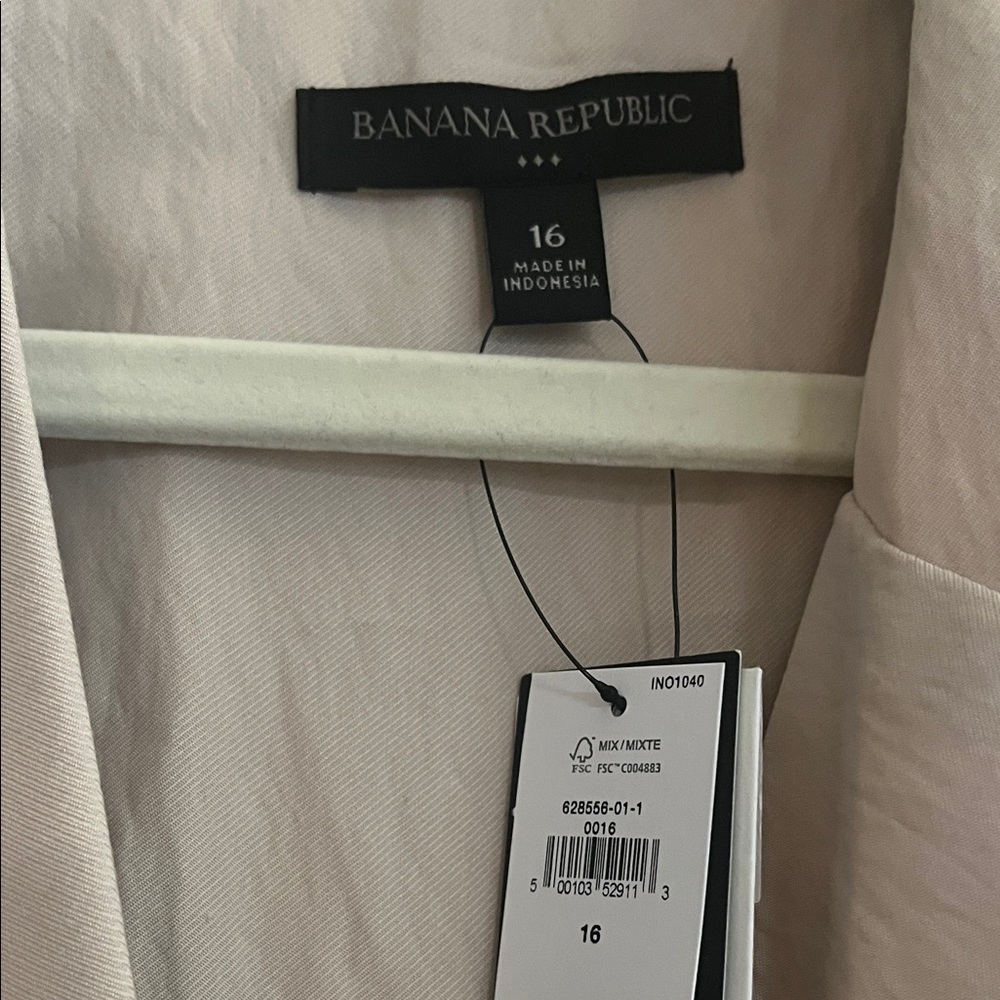 BANANA REPUBLIC
16
MADE IN
INDONESIA
INO1040
MIX/MIXTE
FSC FSC™ C004883
628556-01-1
0016
5 00103 52911 3
16